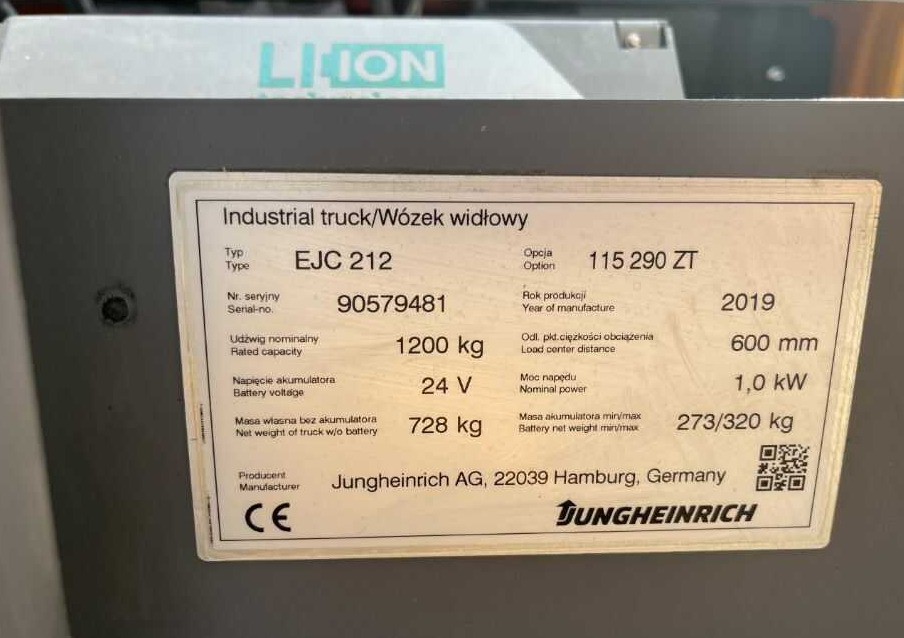 LI-ION
Industrial truck/Wózek widłowy
Typ
Type
EJC 212
Opcja
Option
115 290 ZT
Nr. seryjny
Serial-no.
90579481
Rok produkcji
Year of manufacture
2019
Udźwig nominalny
Rated capacity
1200 kg
Odl. pkt.ciężkości obciążenia
Load center distance
600 mm
Napięcie akumulatora
Battery voltage
24 V
Moc napędu
Nominal power
1,0 kW
Masa własna bez akumulatora
Net weight of truck w/o battery
728 kg
Masa akumulatora min/max
Battery net weight min/max
273/320 kg
Producent
Manufacturer
Jungheinrich AG, 22039 Hamburg, Germany
CE
JUNGHEINRICH